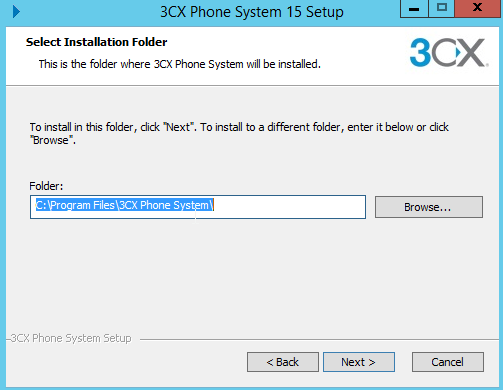 3CX Phone System 15 Setup
Select Installation Folder
This is the folder where 3CX Phone System will be installed.
3CX
To install in this folder, click "Next". To install to a different folder, enter it below or click
"Browse".
Folder:
C:\Program Files\3CX Phone System\
Browse...
3CX Phone System Setup
< Back
Next >
Cancel